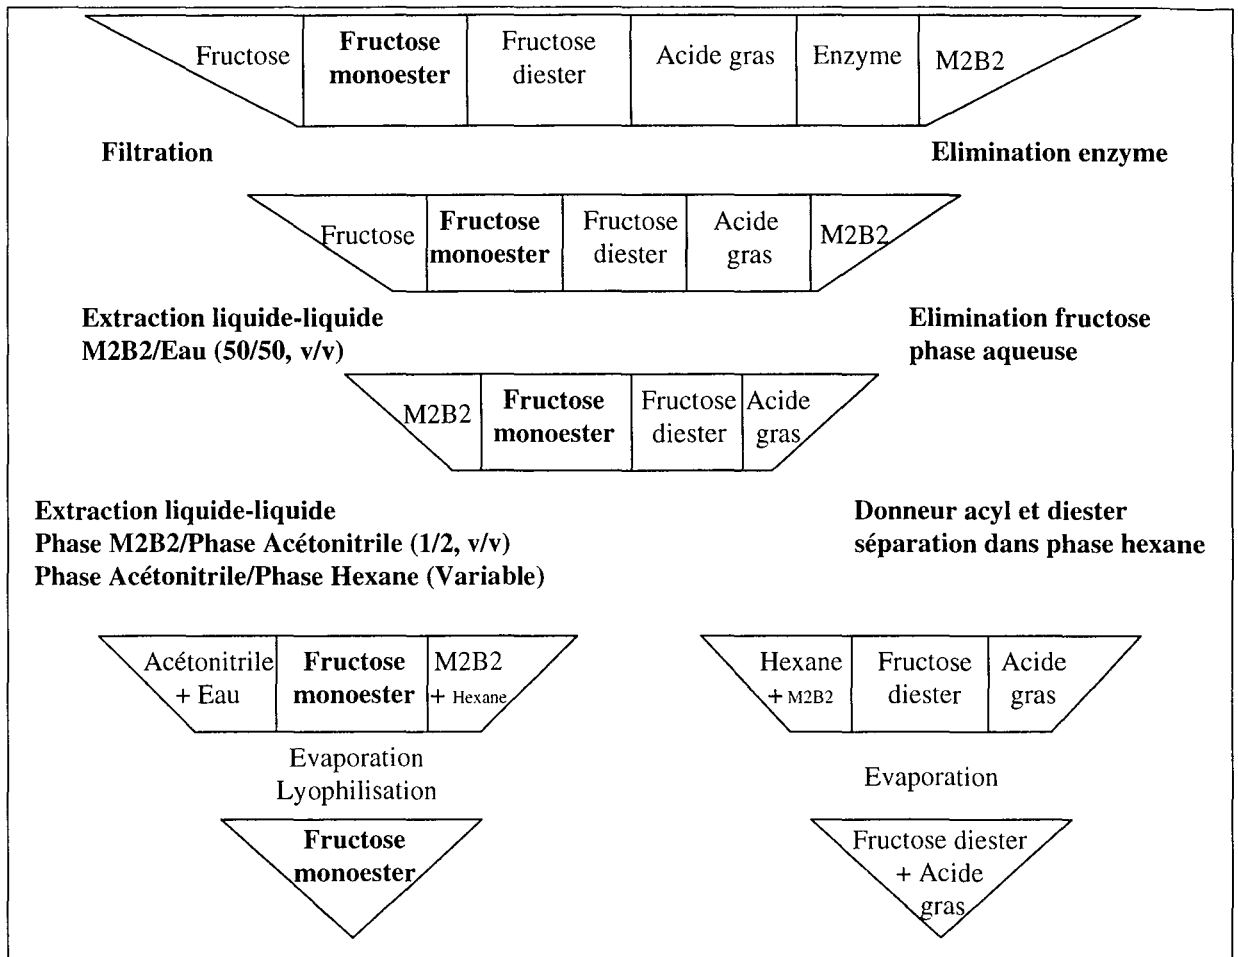 Fructose
Fructose
monoester
Fructose
diester
Acide gras
Enzyme
M2B2
Filtration
Elimination enzyme
Fructose
Fructose
monoester
Fructose
diester
Acide
gras
M2B2
Extraction liquide-liquide
M2B2/Eau (50/50, v/v)
Elimination fructose
phase aqueuse
M2B2
Fructose
monoester
Fructose
diester
Acide
gras
Extraction liquide-liquide
Phase M2B2/Phase Acétonitrile (1/2, v/v)
Phase Acétonitrile/Phase Hexane (Variable)
Donneur acyl et diester
séparation dans phase hexane
Acétonitrile
+ Eau
Fructose
monoester
M2B2
+ Hexane
Hexane
+ M2B2
Fructose
diester
Acide
gras
Evaporation
Lyophilisation
Evaporation
Fructose
monoester
Fructose diester
+ Acide
gras